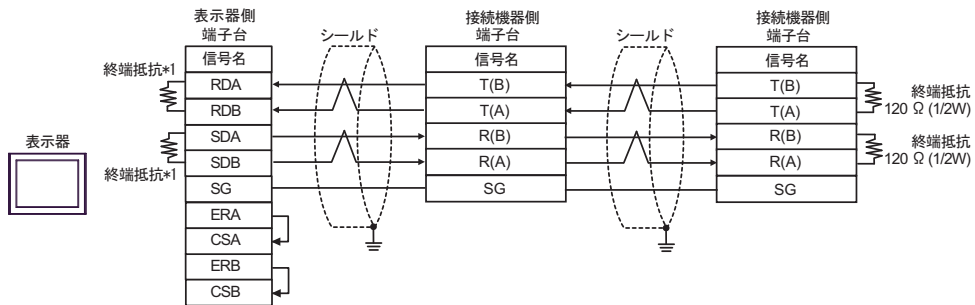 表示器
表示器側
端子台
信号名
終端抵抗*1
RDA
RDB
SDA
SDB
終端抵抗*1
SG
ERA
CSA
ERB
CSB
シールド
接続機器側
端子台
信号名
T(B)
T(A)
R(B)
R(A)
SG
シールド
接続機器側
端子台
信号名
T(B)
T(A)
R(B)
R(A)
SG
終端抵抗
120 Ω (1/2W)
終端抵抗
120 Ω (1/2W)